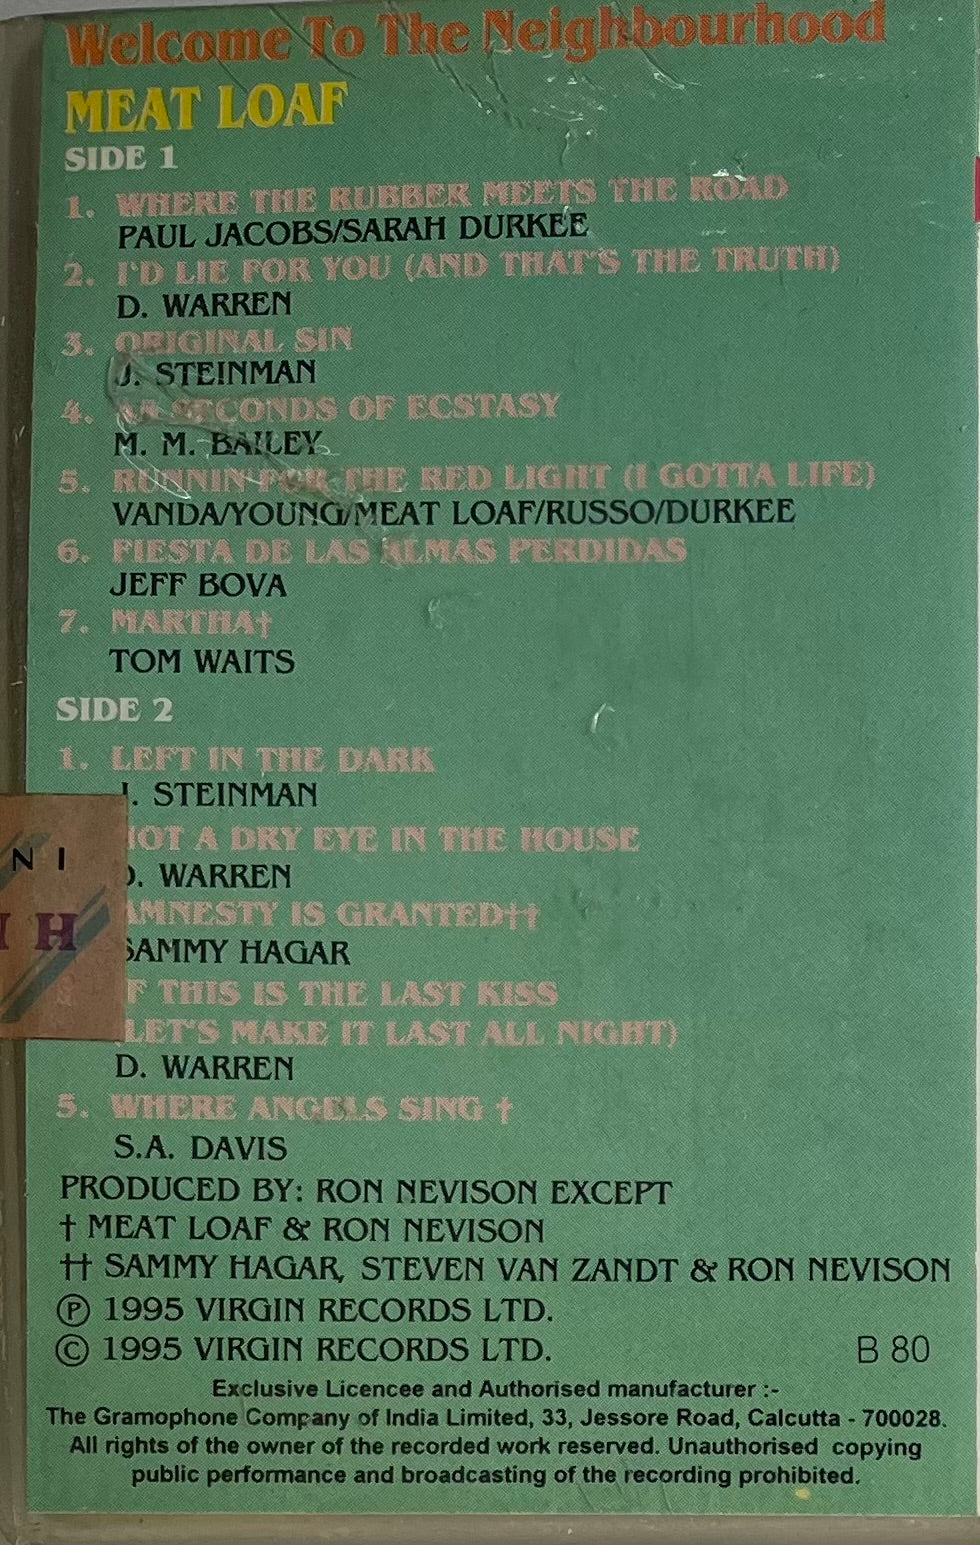 Welcome To The Neighbourhood
MEAT LOAF
SIDE 1
1. WHERE THE RUBBER MEETS THE ROAD
PAUL JACOBS/SARAH DURKEE
2. I'D LIE FOR YOU (AND THAT'S THE TRUTH)
D. WARREN
3. ORIGINAL SIN
J. STEINMAN
4. SECONDS OF ECSTASY
M. M. BAILEY
5. RUNNIN FOR THE RED LIGHT (I GOTTA LIFE)
VANDA/YOUNG/MEAT LOAF/RUSSO/DURKEE
6. FIESTA DE LAS ALMAS PERDIDAS
JEFF BOVA
7. MARTHA†
TOM WAITS
SIDE 2
1. LEFT IN THE DARK
J. STEINMAN
NOT A DRY EYE IN THE HOUSE
D. WARREN
AMNESTY IS GRANTED††
SAMMY HAGAR
IF THIS IS THE LAST KISS
(LET'S MAKE IT LAST ALL NIGHT)
D. WARREN
5. WHERE ANGELS SING †
S.A. DAVIS
PRODUCED BY: RON NEVISON EXCEPT
† MEAT LOAF & RON NEVISON
†† SAMMY HAGAR, STEVEN VAN ZANDT & RON NEVISON
Ⓟ 1995 VIRGIN RECORDS LTD.
© 1995 VIRGIN RECORDS LTD.
B 80
Exclusive Licencee and Authorised manufacturer :-
The Gramophone Company of India Limited, 33, Jessore Road, Calcutta - 700028.
All rights of the owner of the recorded work reserved. Unauthorised copying
public performance and broadcasting of the recording prohibited.
N I
H